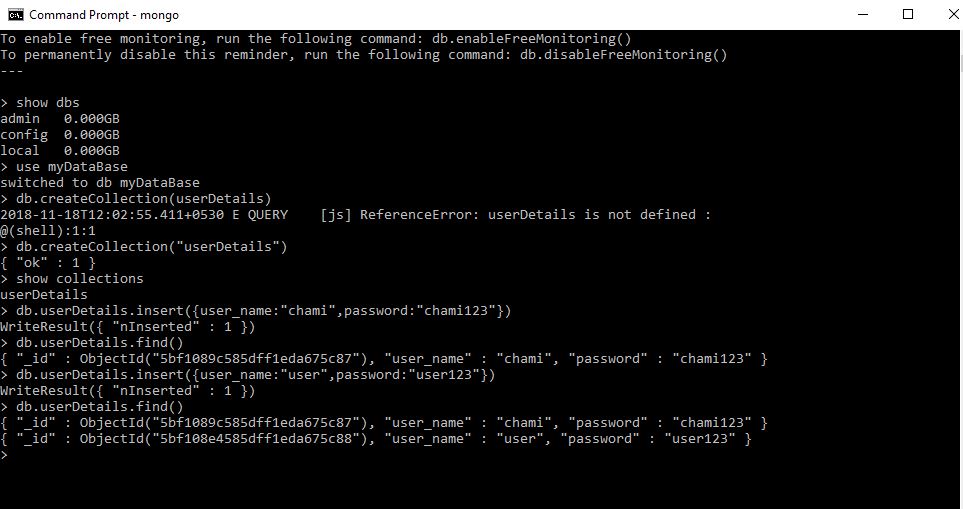 Command Prompt - mongo
To enable free monitoring, run the following command: db.enableFreeMonitoring()
To permanently disable this reminder, run the following command: db.disableFreeMonitoring()
---
> show dbs
admin   0.000GB
config  0.000GB
local   0.000GB
> use myDataBase
switched to db myDataBase
> db.createCollection(userDetails)
2018-11-18T12:02:55.411+0530 E QUERY    [js] ReferenceError: userDetails is not defined :
@(shell):1:1
> db.createCollection("userDetails")
{ "ok" : 1 }
> show collections
userDetails
> db.userDetails.insert({user_name:"chami",password:"chami123"})
WriteResult({ "nInserted" : 1 })
> db.userDetails.find()
{ "_id" : ObjectId("5bf1089c585dff1eda675c87"), "user_name" : "chami", "password" : "chami123" }
> db.userDetails.insert({user_name:"user",password:"user123"})
WriteResult({ "nInserted" : 1 })
> db.userDetails.find()
{ "_id" : ObjectId("5bf1089c585dff1eda675c87"), "user_name" : "chami", "password" : "chami123" }
{ "_id" : ObjectId("5bf108e4585dff1eda675c88"), "user_name" : "user", "password" : "user123" }
>